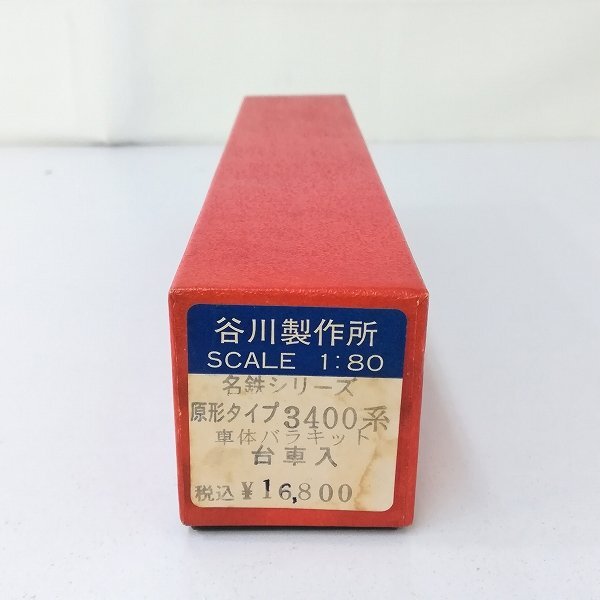 谷川製作所
SCALE 1:80
名鉄シリーズ
原形タイプ3400系
車体バラキット
台車入
税込¥16,800